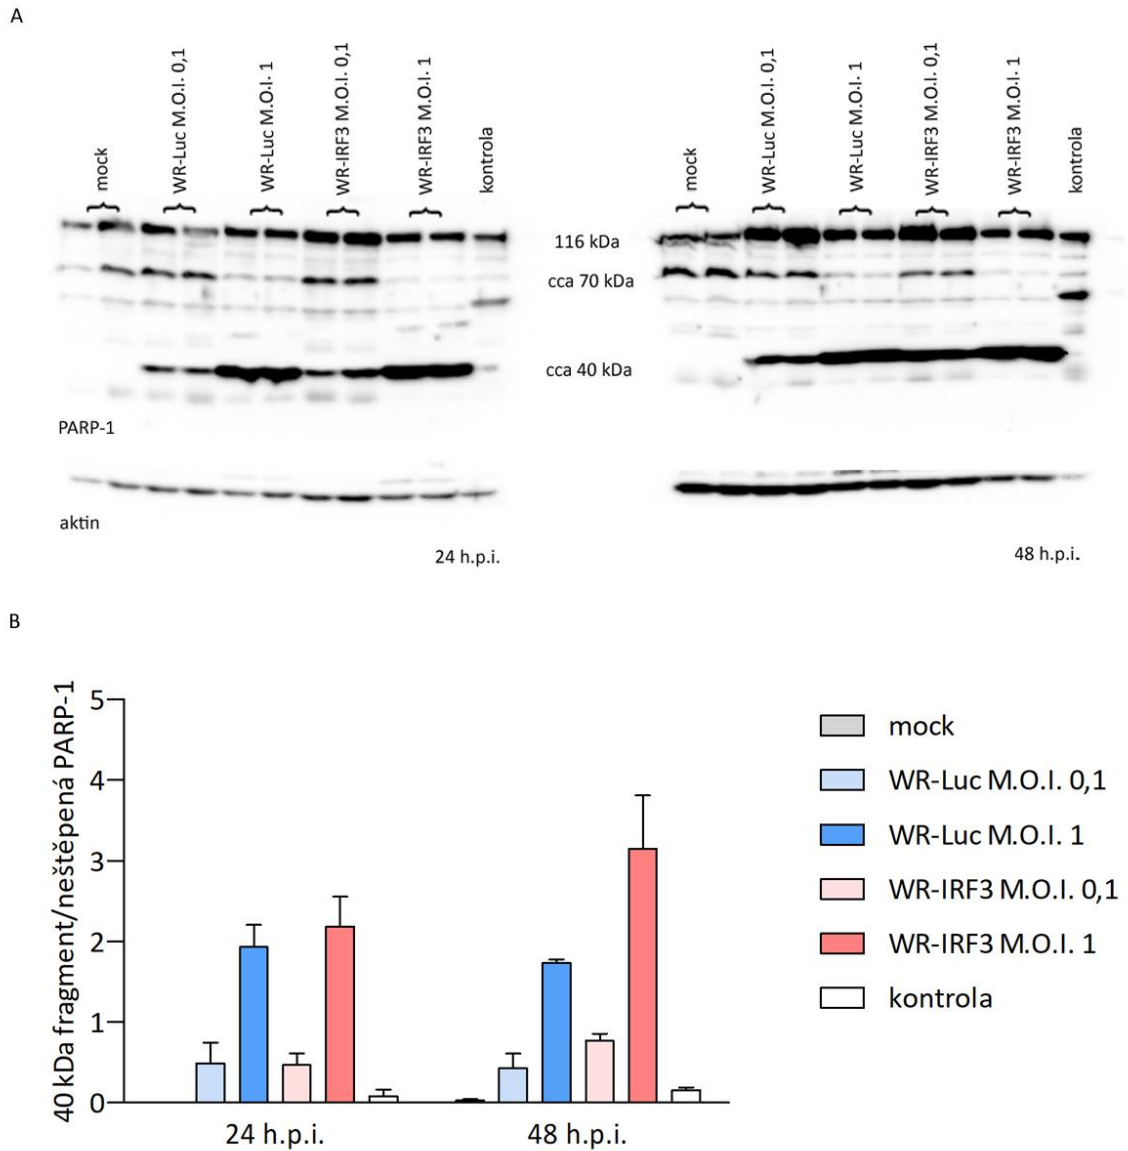 A
mock
WR-Luc M.O.I. 0,1
WR-Luc M.O.I. 1
WR-IRF3 M.O.I. 0,1
WR-IRF3 M.O.I. 1
kontrola
mock
WR-Luc M.O.I. 0,1
WR-Luc M.O.I. 1
WR-IRF3 M.O.I. 0,1
WR-IRF3 M.O.I. 1
kontrola
116 kDa
cca 70 kDa
cca 40 kDa
PARP-1
aktin
24 h.p.i.
48 h.p.i.
B
40 kDa fragment/neštěpená PARP-1
5
4
3
2
1
0
24 h.p.i.
48 h.p.i.
mock
WR-Luc M.O.I. 0,1
WR-Luc M.O.I. 1
WR-IRF3 M.O.I. 0,1
WR-IRF3 M.O.I. 1
kontrola